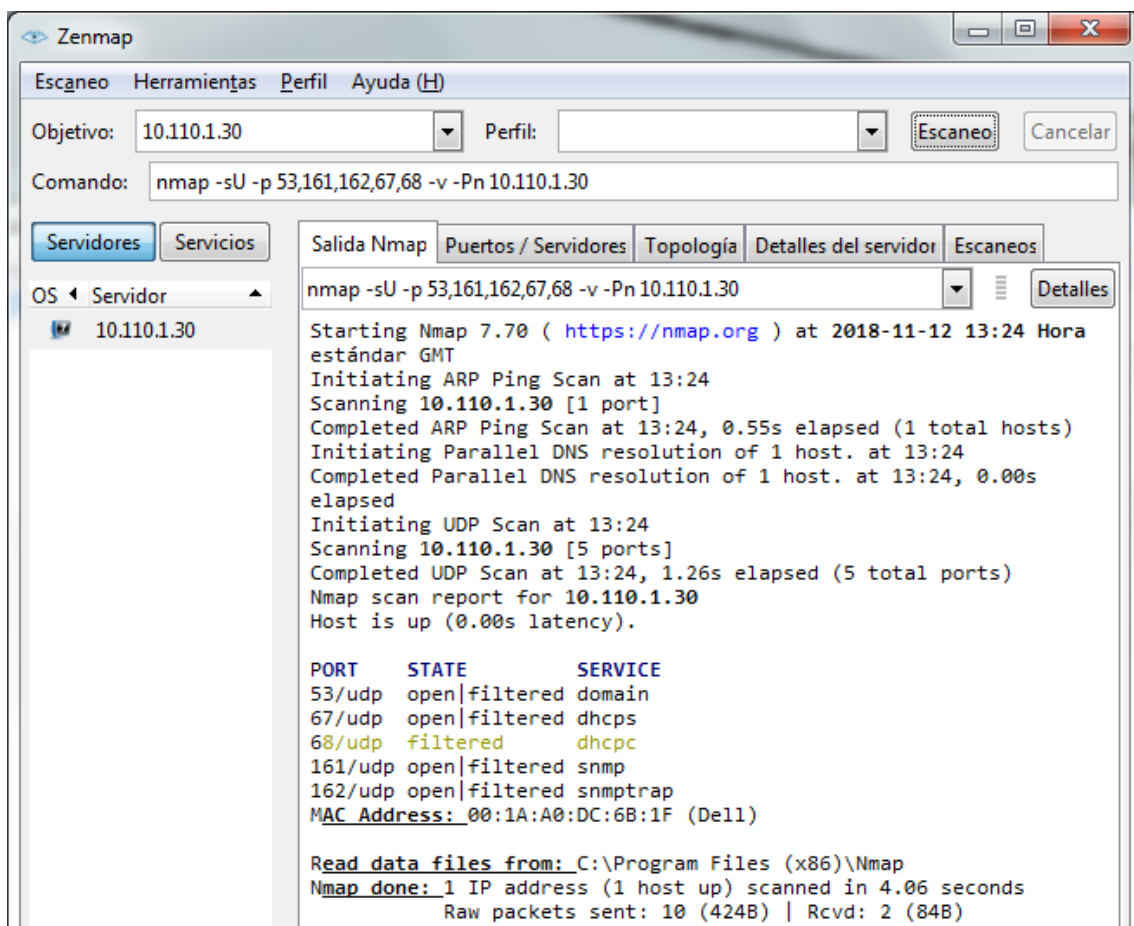 Zenmap
Escaneo Herramientas Perfil Ayuda (H)
Objetivo: 10.110.1.30 Perfil: Escaneo Cancelar
Comando: nmap -sU -p 53,161,162,67,68 -v -Pn 10.110.1.30
Servidores Servicios Salida Nmap Puertos / Servidores Topología Detalles del servidor Escaneos
nmap -sU -p 53,161,162,67,68 -v -Pn 10.110.1.30 Detalles
OS Servidor
10.110.1.30
Starting Nmap 7.70 ( https://nmap.org ) at 2018-11-12 13:24 Hora
estándar GMT
Initiating ARP Ping Scan at 13:24
Scanning 10.110.1.30 [1 port]
Completed ARP Ping Scan at 13:24, 0.55s elapsed (1 total hosts)
Initiating Parallel DNS resolution of 1 host. at 13:24
Completed Parallel DNS resolution of 1 host. at 13:24, 0.00s
elapsed
Initiating UDP Scan at 13:24
Scanning 10.110.1.30 [5 ports]
Completed UDP Scan at 13:24, 1.26s elapsed (5 total ports)
Nmap scan report for 10.110.1.30
Host is up (0.00s latency).
PORT STATE SERVICE
53/udp open|filtered domain
67/udp open|filtered dhcps
68/udp filtered dhcpc
161/udp open|filtered snmp
162/udp open|filtered snmptrap
MAC Address: 00:1A:A0:DC:6B:1F (Dell)
Read data files from: C:\Program Files (x86)\Nmap
Nmap done: 1 IP address (1 host up) scanned in 4.06 seconds
Raw packets sent: 10 (424B) | Rcvd: 2 (84B)